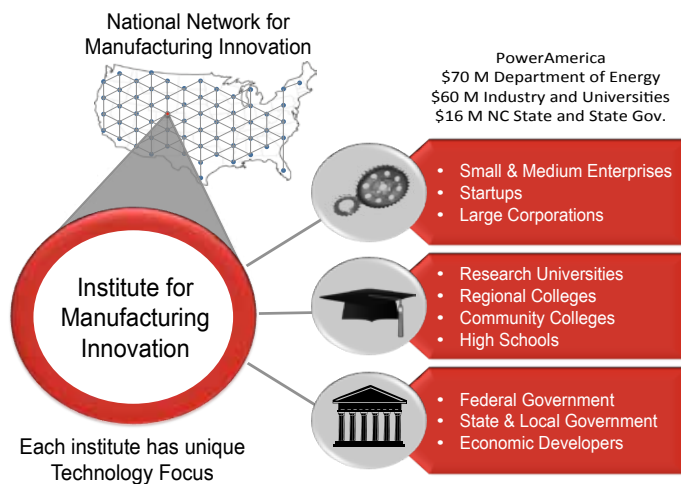 National Network for
Manufacturing Innovation
PowerAmerica
$70 M Department of Energy
$60 M Industry and Universities
$16 M NC State and State Gov.
Institute for
Manufacturing
Innovation
Each institute has unique
Technology Focus
• Small & Medium Enterprises
• Startups
• Large Corporations
• Research Universities
• Regional Colleges
• Community Colleges
• High Schools
• Federal Government
• State & Local Government
• Economic Developers